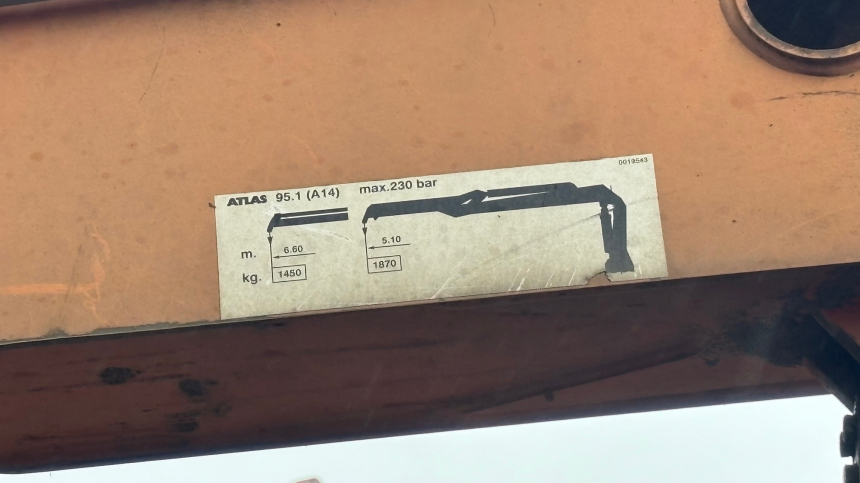 ATLAS 95.1 (A14) max.230 bar 0019543
m. 6.60 5.10
kg. 1450 1870